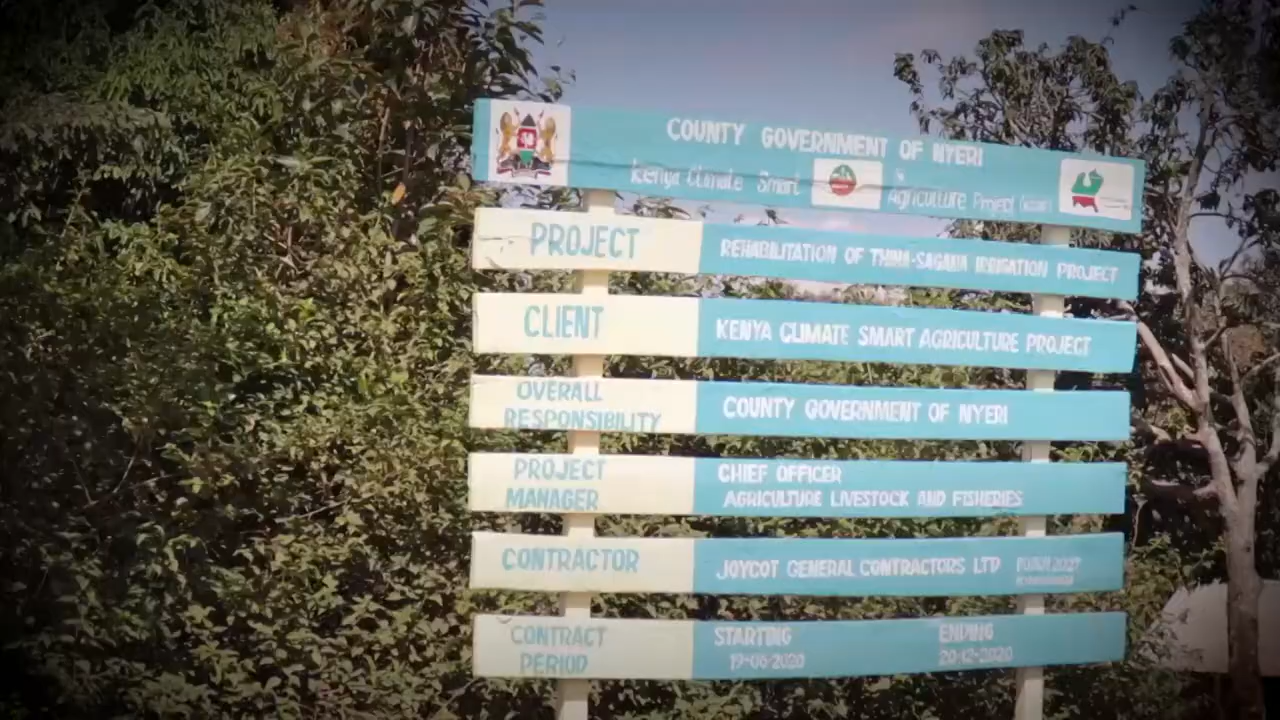 COUNTY GOVERNMENT OF NYERI
Kenya Climate Smart Agriculture Project
PROJECT REHABILITATION OF THIHA-SAGANA IRRIGATION PROJECT
CLIENT KENYA CLIMATE SMART AGRICULTURE PROJECT
OVERALL RESPONSIBILITY COUNTY GOVERNMENT OF NYERI
PROJECT MANAGER CHIEF OFFICER
AGRICULTURE LIVESTOCK AND FISHERIES
CONTRACTOR JOYCOT GENERAL CONTRACTORS LTD
CONTRACT PERIOD STARTING ENDING
19-06-2020 20-12-2020